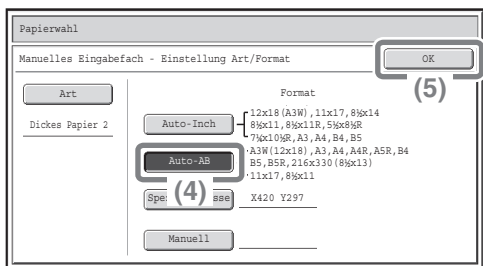 Papierwahl
Manuelles Eingabefach - Einstellung Art/Format
OK
(5)
Art
Dickes Papier 2
Format
Auto-Inch
12x18(A3W),11x17,8½x14
8½x11,8½x11R,5½x8½R
7¼x10½R,A3,A4,B4,B5
Auto-AB
A3W(12x18),A3,A4,A4R,A5R,B4
B5,B5R,216x330(8½x13)
11x17,8½x11
(4)
X420 Y297
Manuell